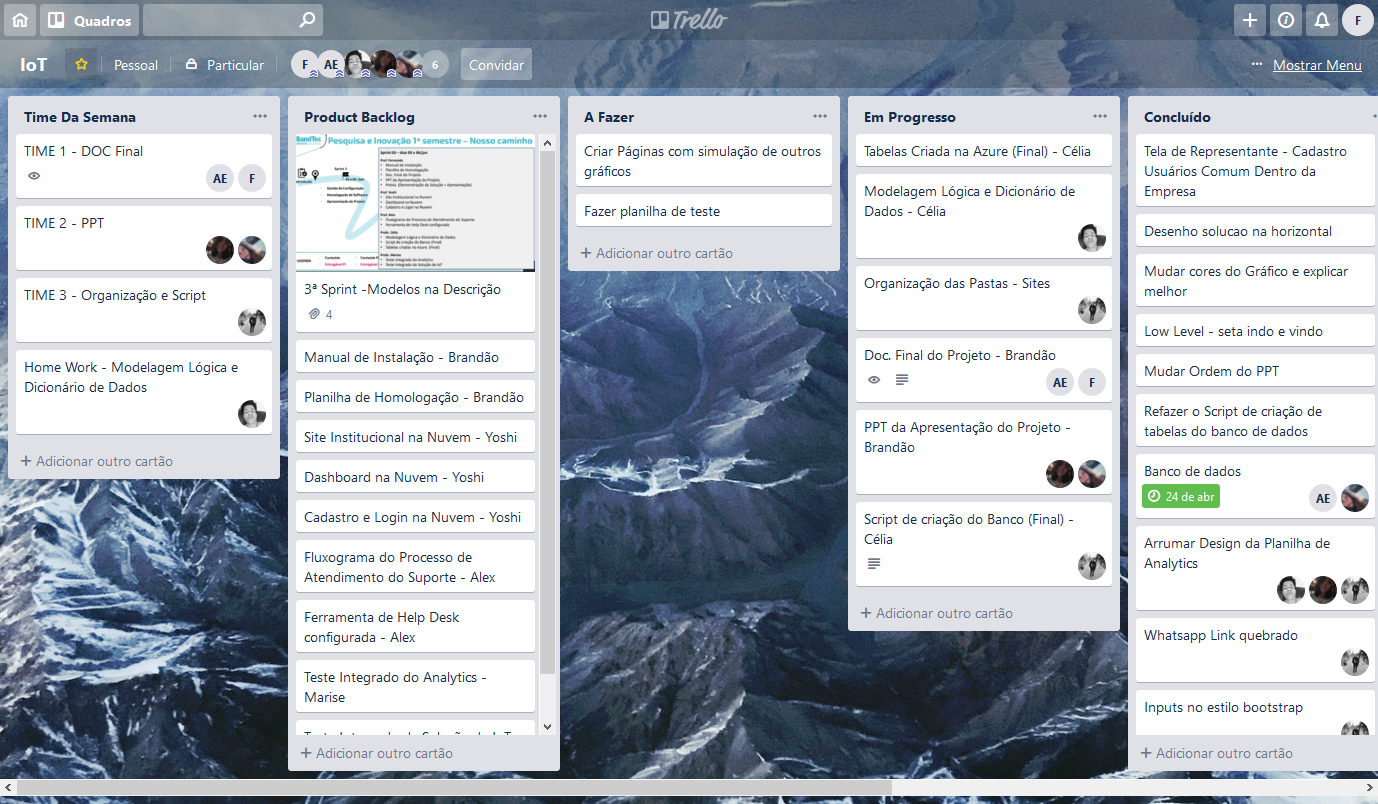 Quadros
Trello
F
IoT
Pessoal
Particular
F
AE
6
Convidar
Mostrar Menu
Time Da Semana
TIME 1 - DOC Final
AE
F
TIME 2 - PPT
TIME 3 - Organização e Script
Home Work - Modelagem Lógica e
Dicionário de Dados
+ Adicionar outro cartão
Product Backlog
BandTec
Pesquisa e Inovação 1º semestre – Nosso caminho
3ª Sprint -Modelos na Descrição
4
Manual de Instalação - Brandão
Planilha de Homologação - Brandão
Site Institucional na Nuvem - Yoshi
Dashboard na Nuvem - Yoshi
Cadastro e Login na Nuvem - Yoshi
Fluxograma do Processo de
Atendimento do Suporte - Alex
Ferramenta de Help Desk
configurada - Alex
Teste Integrado do Analytics -
Marise
+ Adicionar outro cartão
A Fazer
Criar Páginas com simulação de outros
gráficos
Fazer planilha de teste
+ Adicionar outro cartão
Em Progresso
Tabelas Criada na Azure (Final) - Célia
Modelagem Lógica e Dicionário de
Dados - Célia
Organização das Pastas - Sites
Doc. Final do Projeto - Brandão
AE
F
PPT da Apresentação do Projeto -
Brandão
Script de criação do Banco (Final) -
Célia
+ Adicionar outro cartão
Concluído
Tela de Representante - Cadastro
Usuários Comum Dentro da
Empresa
Desenho solucao na horizontal
Mudar cores do Gráfico e explicar
melhor
Low Level - seta indo e vindo
Mudar Ordem do PPT
Refazer o Script de criação de
tabelas do banco de dados
Banco de dados
24 de abr
AE
Arrumar Design da Planilha de
Analytics
Whatsapp Link quebrado
Inputs no estilo bootstrap
+ Adicionar outro cartão